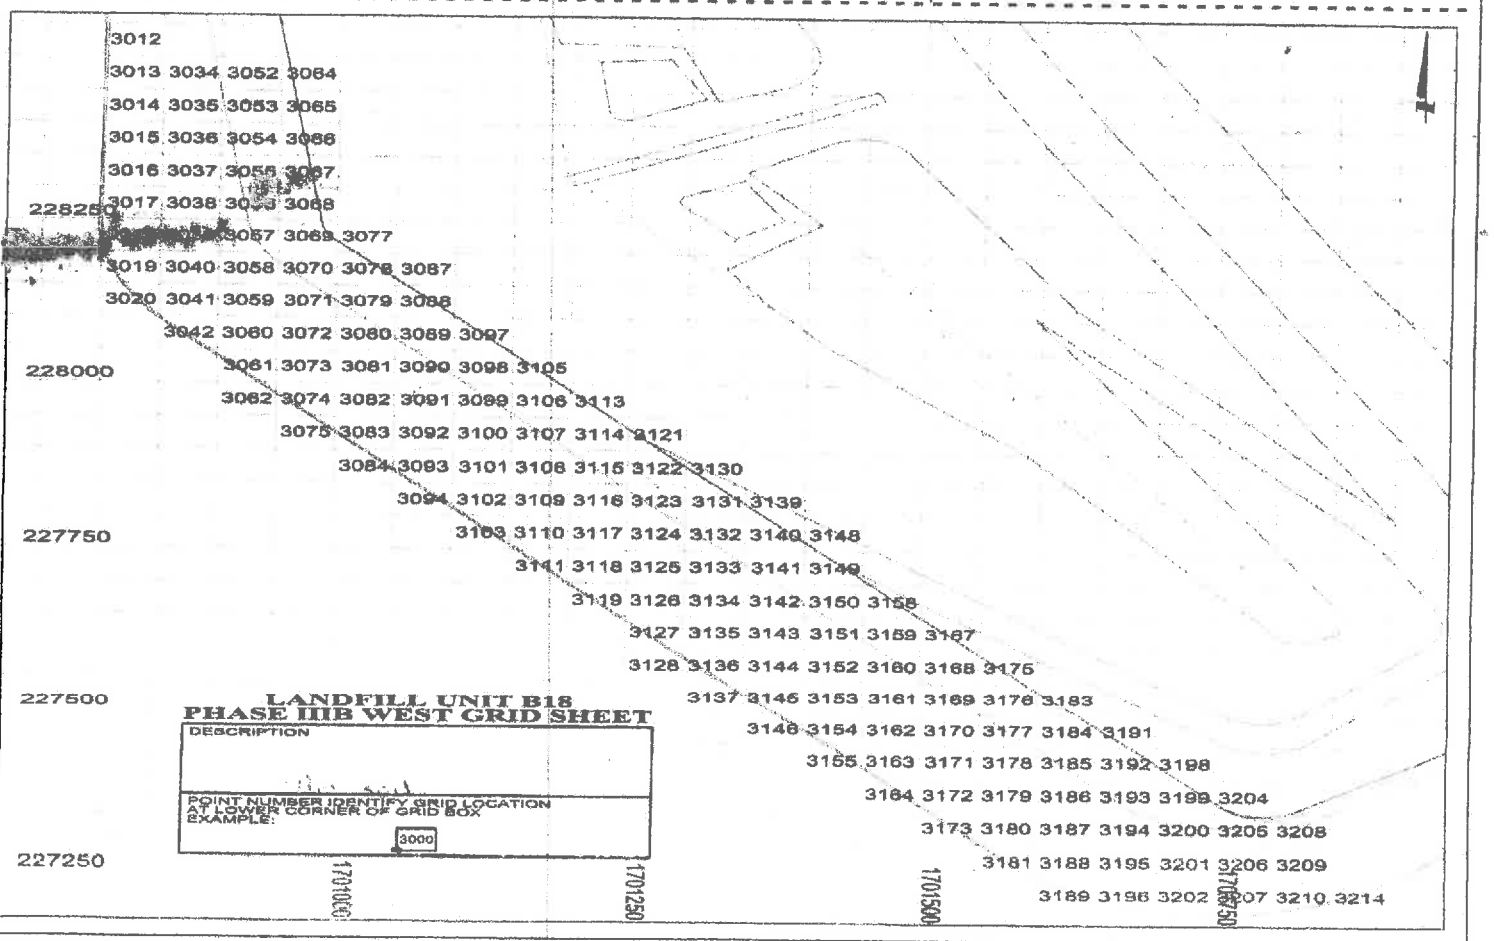 3012
3013 3034 3052 3064
3014 3035 3053 3065
3015 3036 3054 3066
3016 3037 3055 3067
3017 3038 3068
228250
3057 3069 3077
3019 3040 3058 3070 3078 3087
3020 3041 3059 3071 3079 3088
3042 3060 3072 3080 3089 3097
3061 3073 3081 3090 3098 3105
228000
3062 3074 3082 3091 3099 3106 3113
3075 3083 3092 3100 3107 3114 3121
3084 3093 3101 3108 3115 3122 3130
3094 3102 3109 3116 3123 3131 3139
227750
3103 3110 3117 3124 3132 3140 3148
3111 3118 3125 3133 3141 3149
3119 3126 3134 3142 3150 3158
3127 3135 3143 3151 3159 3167
3128 3136 3144 3152 3160 3168 3175
227500
3137 3145 3153 3161 3169 3176 3183
3146 3154 3162 3170 3177 3184 3191
3155 3163 3171 3178 3185 3192 3198
3164 3172 3179 3186 3193 3199 3204
3173 3180 3187 3194 3200 3205 3208
227250
3181 3188 3195 3201 3206 3209
3189 3196 3202 3207 3210 3214
LANDFILL UNIT B18
PHASE IIIB WEST GRID SHEET
DESCRIPTION
POINT NUMBER IDENTIFY GRID LOCATION
AT LOWER CORNER OF GRID BOX
EXAMPLE:
3000
1701000
1701250
1701500
1701750